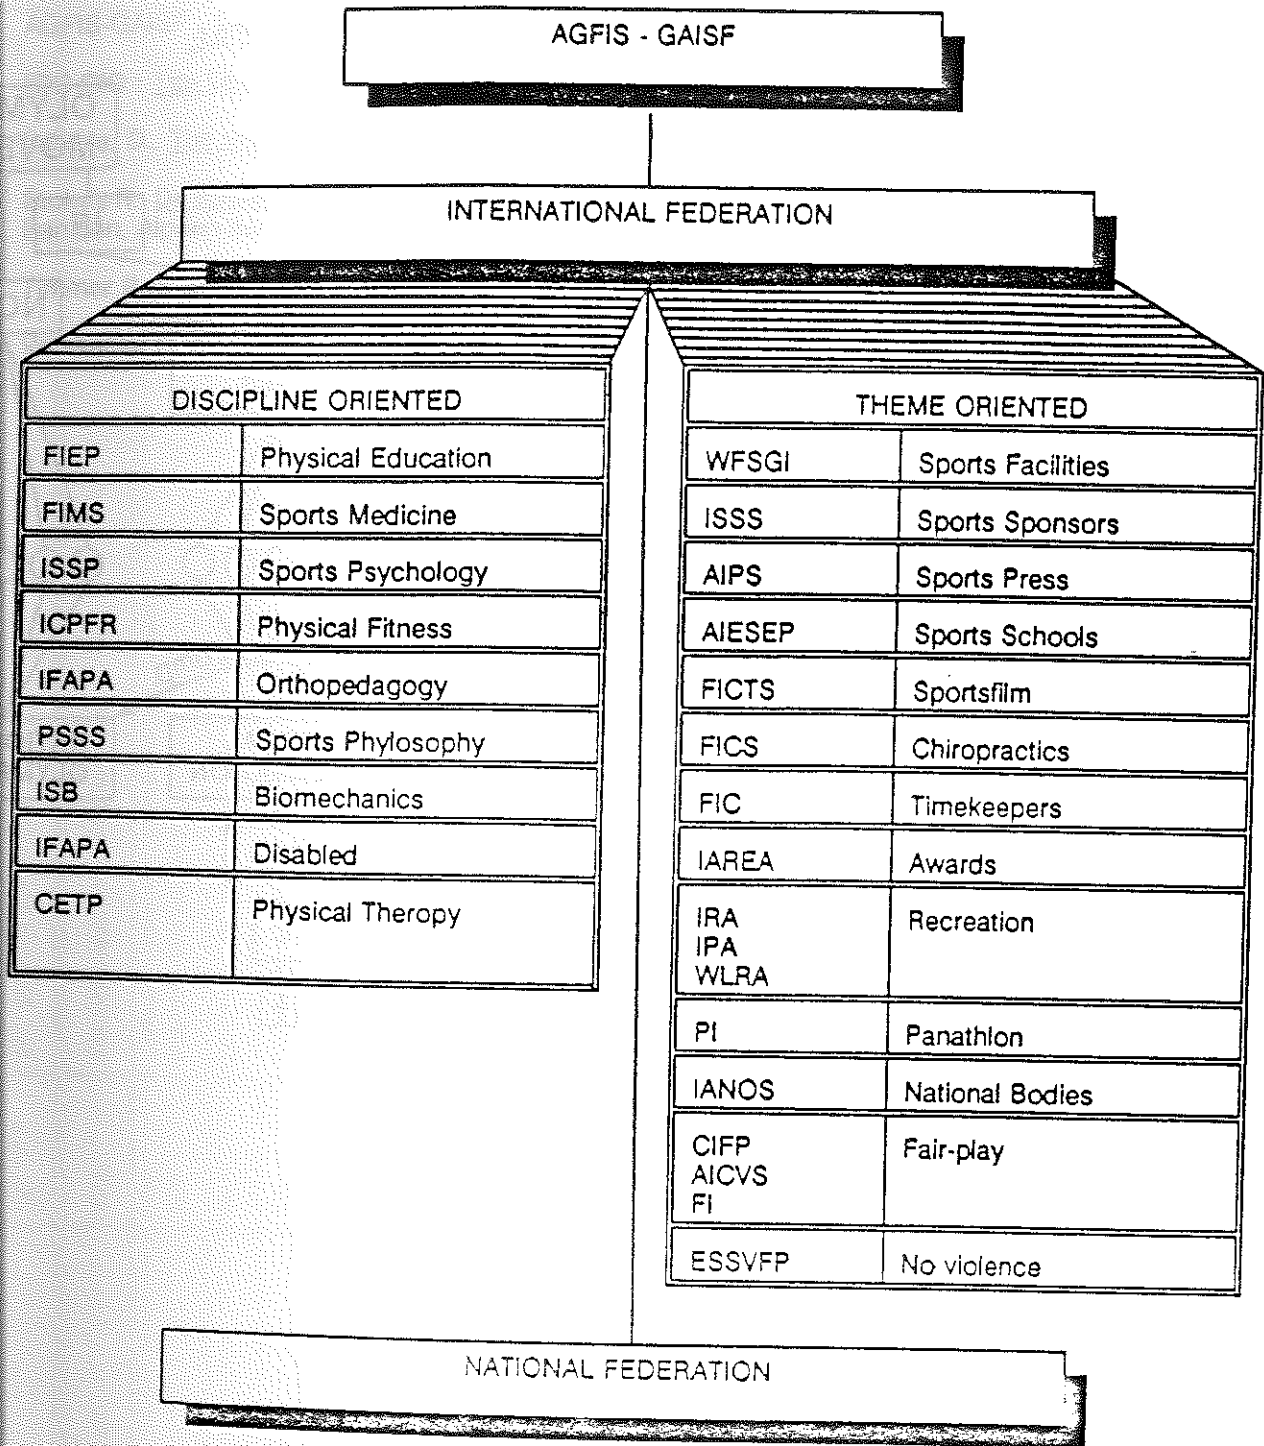 AGFIS - GAISF
INTERNATIONAL FEDERATION
DISCIPLINE ORIENTED
FIEP Physical Education
FIMS Sports Medicine
ISSP Sports Psychology
ICPFR Physical Fitness
IFAPA Orthopedagogy
PSSS Sports Phylosophy
ISB Biomechanics
IFAPA Disabled
CETP Physical Theropy
THEME ORIENTED
WFSGI Sports Facilities
ISSS Sports Sponsors
AIPS Sports Press
AIESEP Sports Schools
FICTS Sportsfilm
FICS Chiropractics
FIC Timekeepers
IAREA Awards
IRA Recreation
IPA
WLRA
PI Panathlon
IANOS National Bodies
CIFP Fair-play
AICVS
FI
ESSVFP No violence
NATIONAL FEDERATION